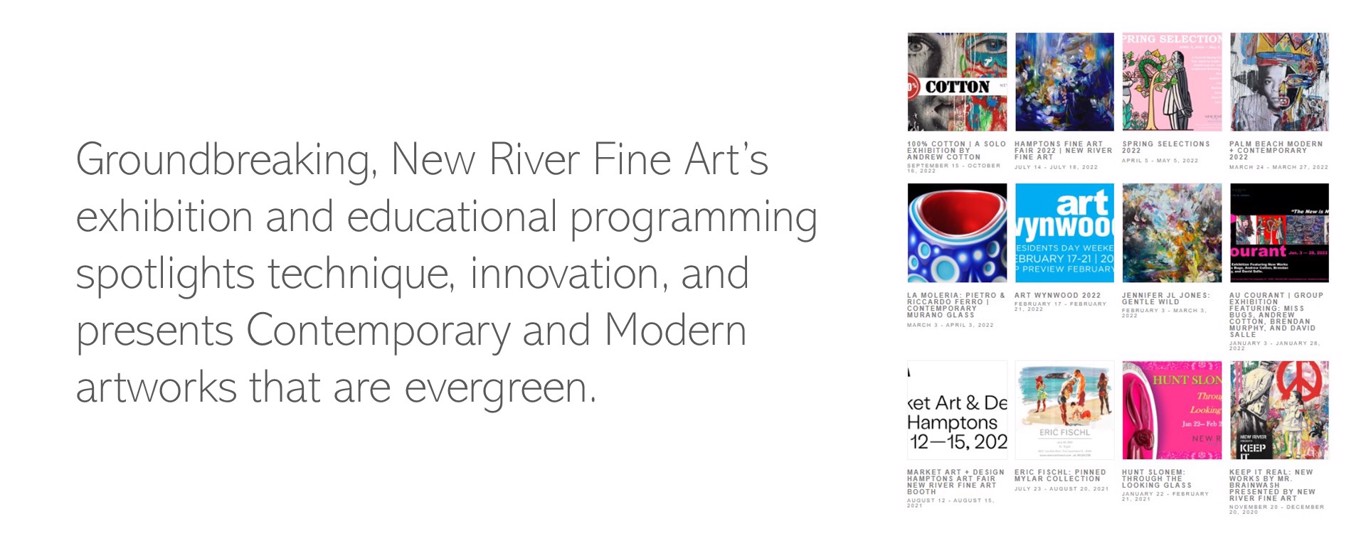 Groundbreaking, New River Fine Art’s
exhibition and educational programming
spotlights technique, innovation, and
presents Contemporary and Modern
artworks that are evergreen.
COTTON
100% COTTON | A SOLO
EXHIBITION BY
ANDREW COTTON
SEPTEMBER 15 - OCTOBER
16, 2022
HAMPTONS FINE ART
FAIR 2022 | NEW RIVER
FINE ART
JULY 14 - JULY 18, 2022
PRING SELECTION
SPRING SELECTIONS
2022
APRIL 5 - MAY 5, 2022
PALM BEACH MODERN
+ CONTEMPORARY
2022
MARCH 24 - MARCH 27, 2022
LA MOLERIA: PIETRO &
RICCARDO FERRO |
CONTEMPORARY
MURANO GLASS
MARCH 3 - APRIL 3, 2022
art
wynwood
ESIDENTS DAY WEEKE
EBRUARY 17-21 | 20
P PREVIEW FEBRUARY
ART WYNWOOD 2022
FEBRUARY 17 - FEBRUARY
21, 2022
JENNIFER JL JONES:
GENTLE WILD
FEBRUARY 3 - MARCH 3,
2022
"The New is N
ourant
AU COURANT | GROUP
EXHIBITION
FEATURING: MISS
BUGS, ANDREW
COTTON, BRENDAN
MURPHY, AND DAVID
SALLE
JANUARY 3 - JANUARY 28,
2022
ket Art & De
Hamptons
12—15, 202
MARKET ART + DESIGN
HAMPTONS ART FAIR
NEW RIVER FINE ART
BOOTH
AUGUST 12 - AUGUST 15,
2021
ERIC FISCHL
ERIC FISCHL: PINNED
MYLAR COLLECTION
JULY 23 - AUGUST 20, 2021
HUNT SLON
Throu
Looking
Jan 22– Feb 2
NEW R
HUNT SLONEM:
THROUGH THE
LOOKING GLASS
JANUARY 22 - FEBRUARY
21, 2021
NEW RIVER
KEEP
IT
KEEP IT REAL: NEW
WORKS BY MR.
BRAINWASH
PRESENTED BY NEW
RIVER FINE ART
NOVEMBER 20 - DECEMBER
20, 2020